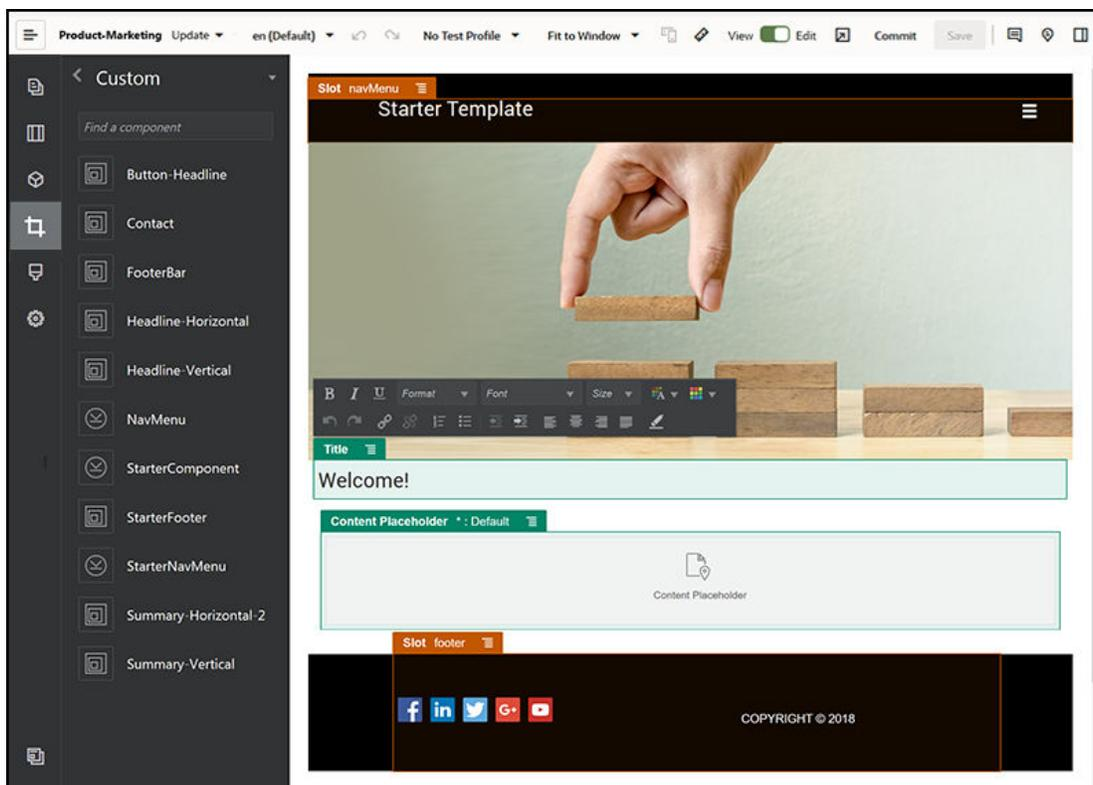 Product-Marketing Update en (Default) No Test Profile Fit to Window View Edit Commit Save
Custom
Find a component
Button-Headline
Contact
FooterBar
Headline-Horizontal
Headline-Vertical
NavMenu
StarterComponent
StarterFooter
StarterNavMenu
Summary-Horizontal-2
Summary-Vertical
Slot navMenu
Starter Template
B I U Format Font Size A
Title
Welcome!
Content Placeholder * : Default
Content Placeholder
Slot footer
f in G+ COPYRIGHT © 2018